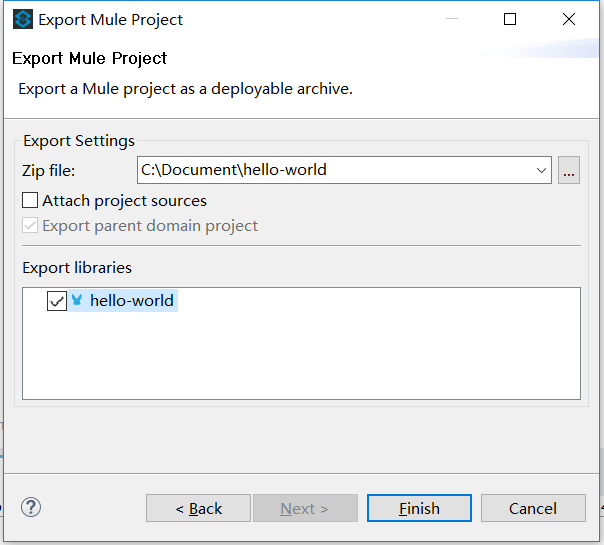 Export Mule Project
Export Mule Project
Export a Mule project as a deployable archive.
Export Settings
Zip file:
C:\Document\hello-world
...
Attach project sources
Export parent domain project
Export libraries
hello-world
?
< Back
Next >
Finish
Cancel